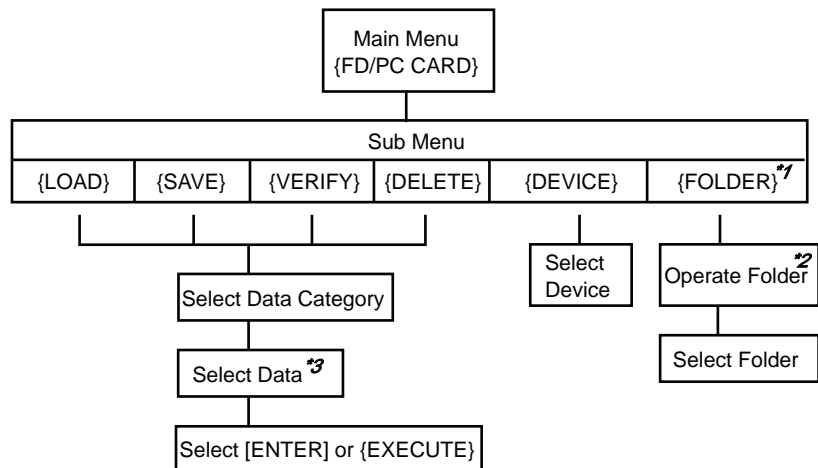 Main Menu
{FD/PC CARD}
Sub Menu
{LOAD} {SAVE} {VERIFY} {DELETE} {DEVICE} {FOLDER}*1
Select Data Category
Select
Device
Operate Folder*2
Select Data*3
Select Folder
Select [ENTER] or {EXECUTE}